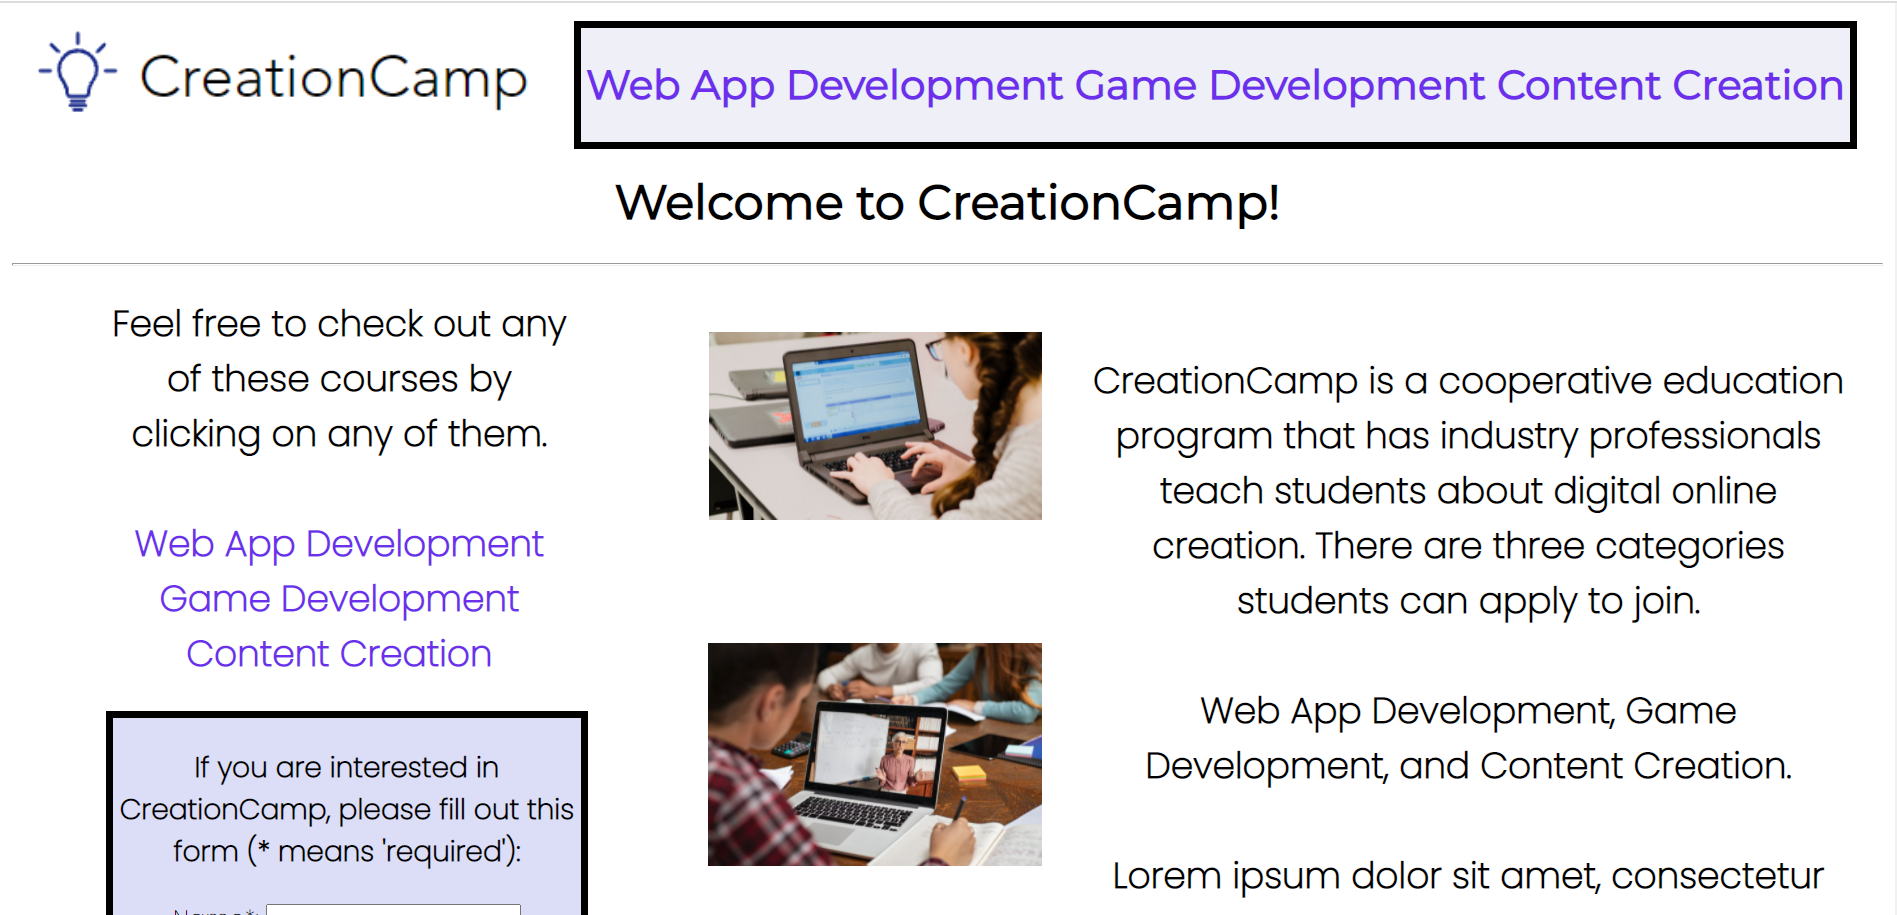 CreationCamp
Web App Development Game Development Content Creation
Welcome to CreationCamp!
Feel free to check out any
of these courses by
clicking on any of them.
Web App Development
Game Development
Content Creation
If you are interested in
CreationCamp, please fill out this
form (* means 'required'):
Name*:
CreationCamp is a cooperative education
program that has industry professionals
teach students about digital online
creation. There are three categories
students can apply to join.
Web App Development, Game
Development, and Content Creation.
Lorem ipsum dolor sit amet, consectetur